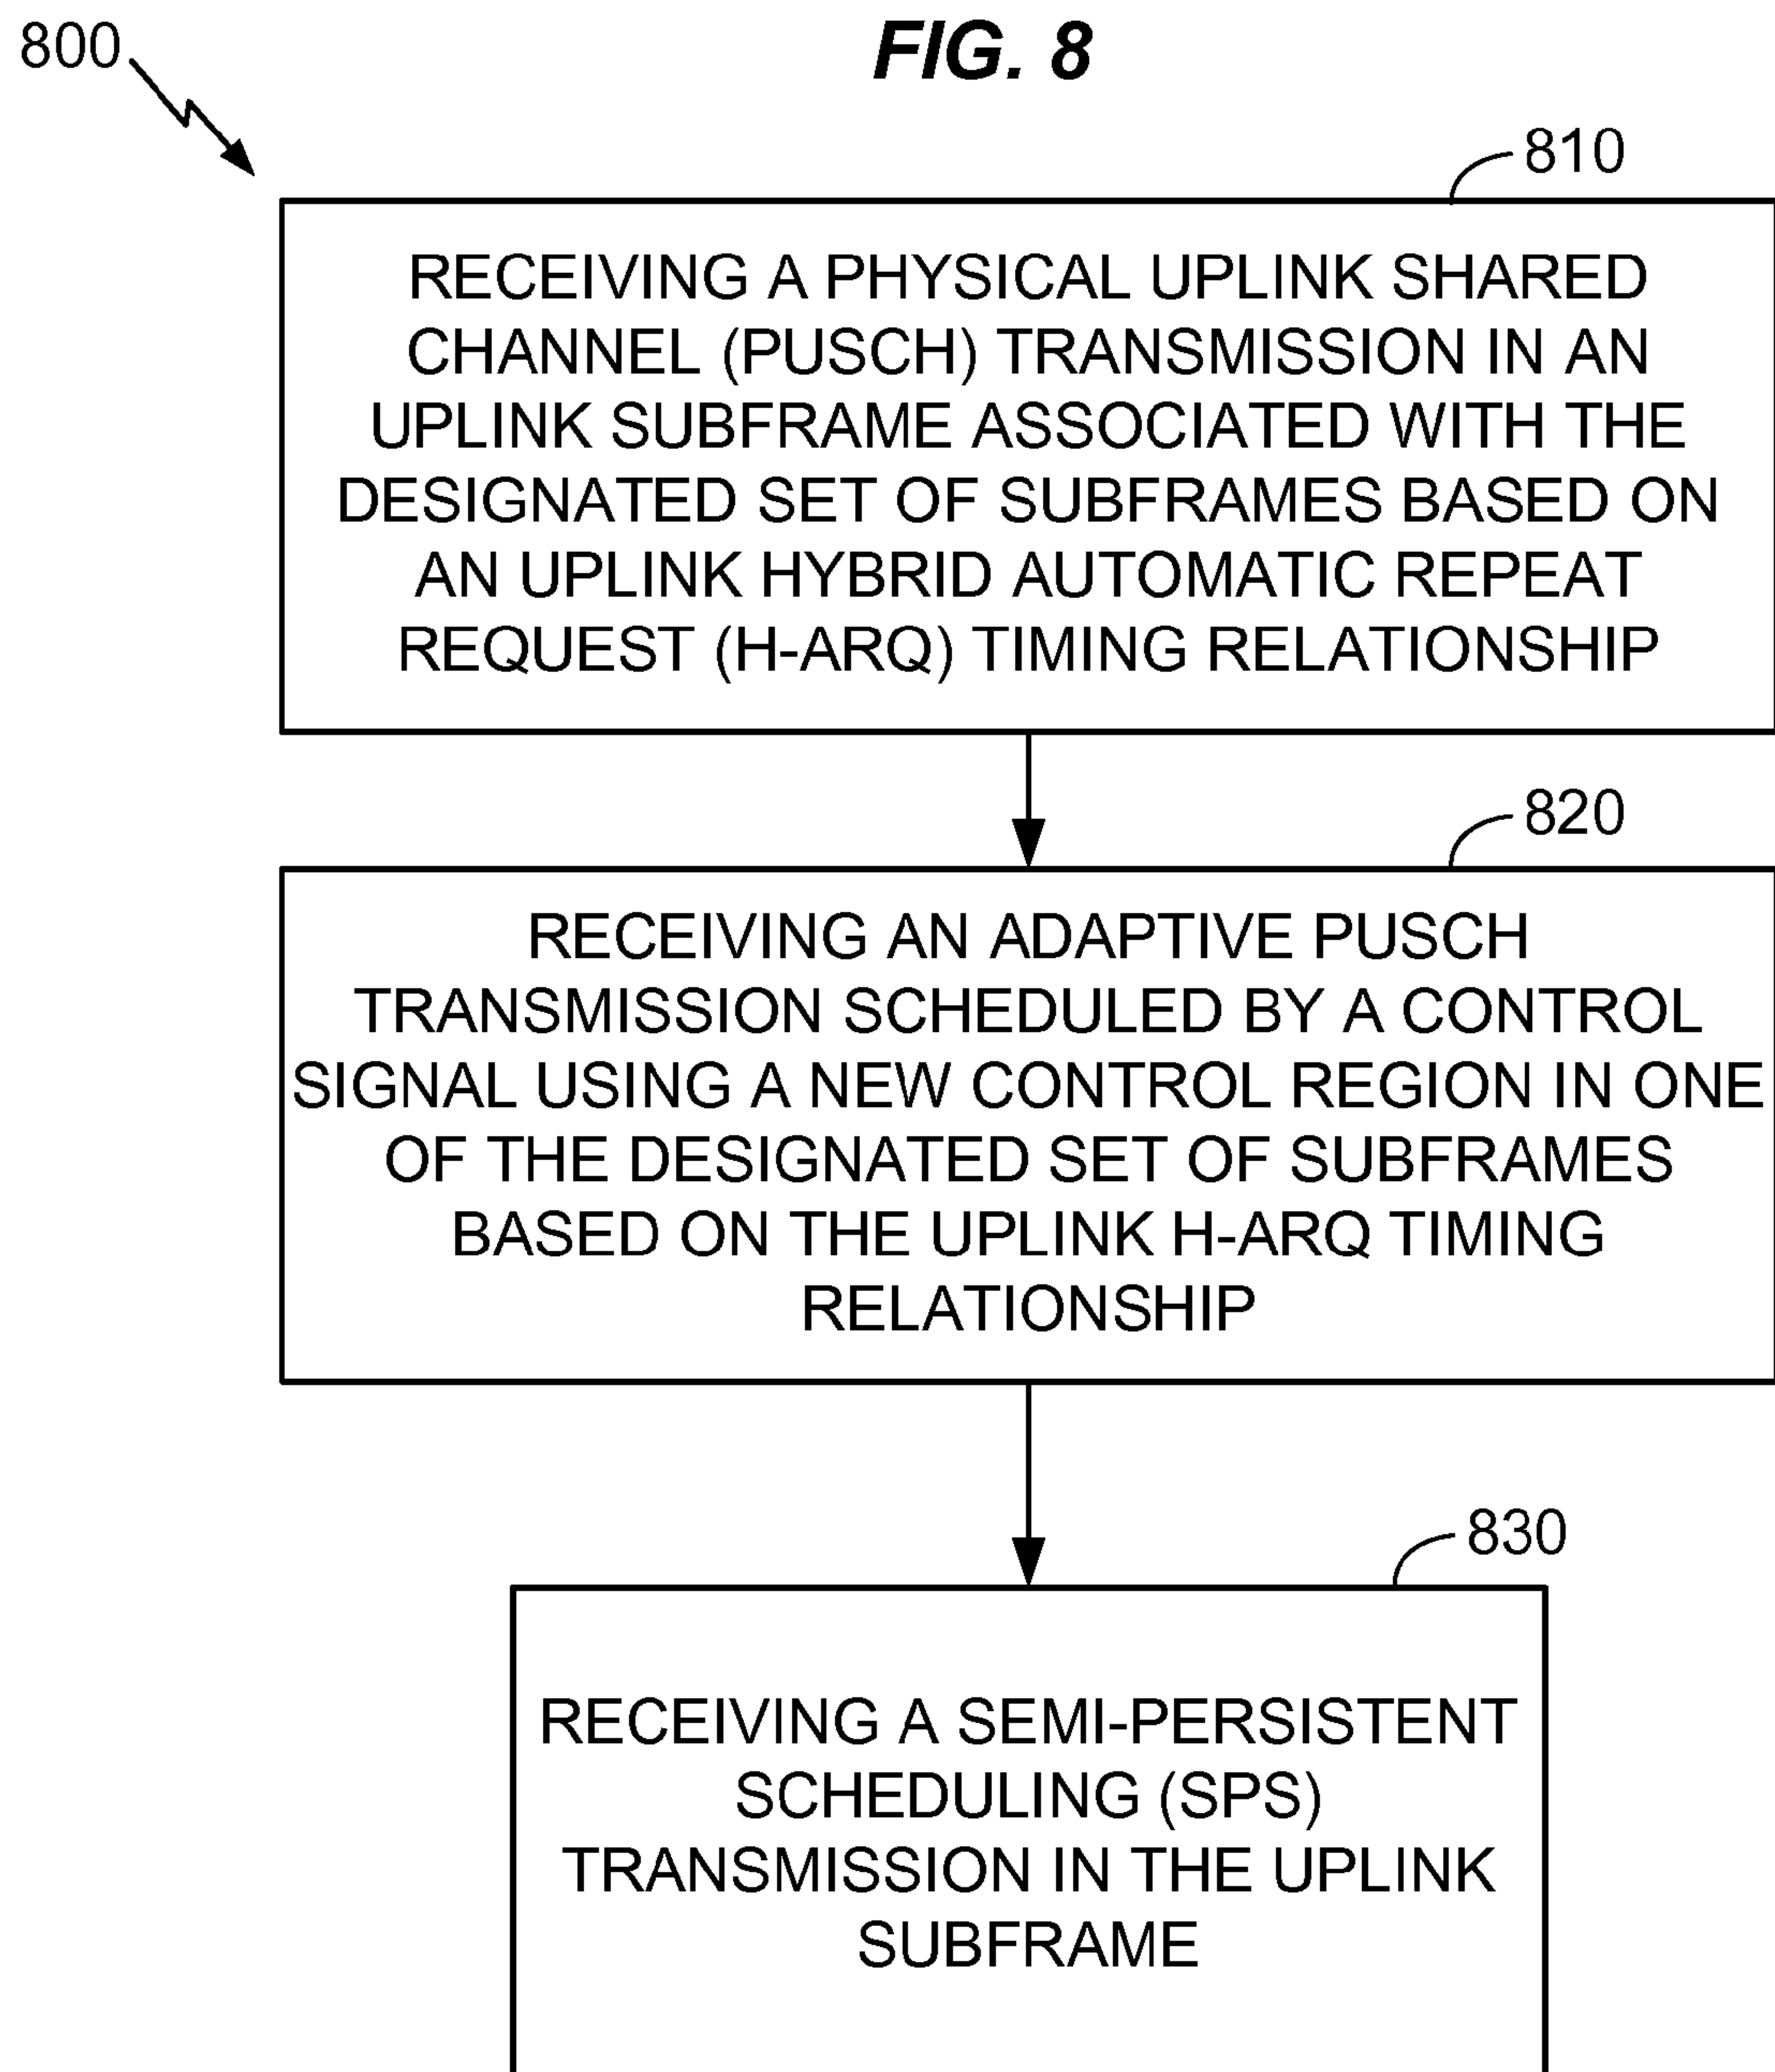 800
FIG. 8
810
RECEIVING A PHYSICAL UPLINK SHARED
CHANNEL (PUSCH) TRANSMISSION IN AN
UPLINK SUBFRAME ASSOCIATED WITH THE
DESIGNATED SET OF SUBFRAMES BASED ON
AN UPLINK HYBRID AUTOMATIC REPEAT
REQUEST (H-ARQ) TIMING RELATIONSHIP
820
RECEIVING AN ADAPTIVE PUSCH
TRANSMISSION SCHEDULED BY A CONTROL
SIGNAL USING A NEW CONTROL REGION IN ONE
OF THE DESIGNATED SET OF SUBFRAMES
BASED ON THE UPLINK H-ARQ TIMING
RELATIONSHIP
830
RECEIVING A SEMI-PERSISTENT
SCHEDULING (SPS)
TRANSMISSION IN THE UPLINK
SUBFRAME